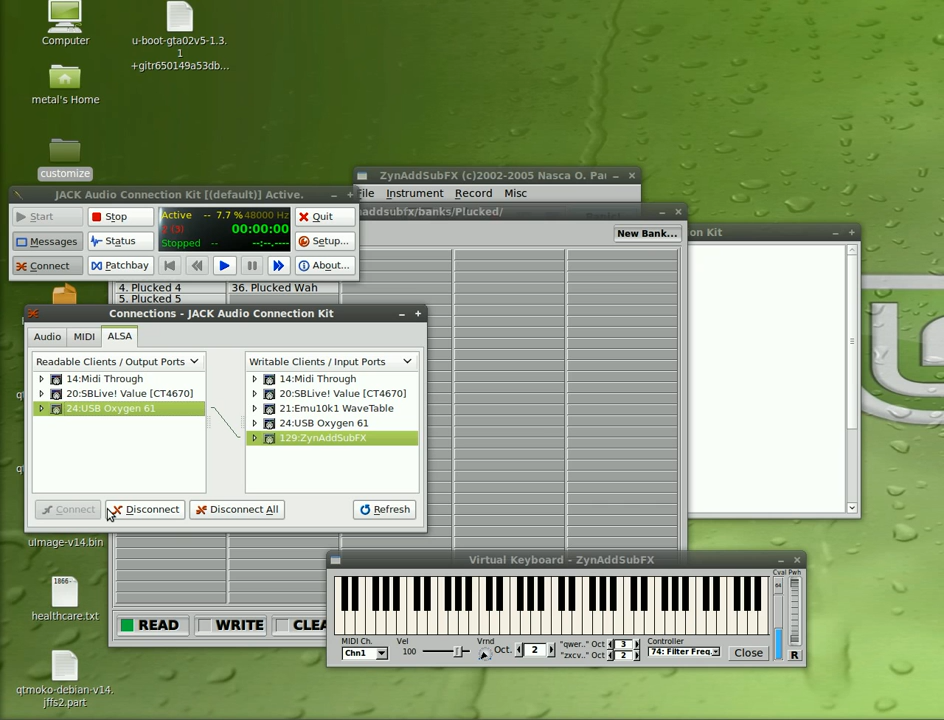 Computer
u-boot-gta02v5-1.3.
1
+gitr650149a53db...
metal's Home
customize
ZynAddSubFX (c)2002-2005 Nasca O. Pau
File Instrument Record Misc
JACK Audio Connection Kit [(default)] Active.
Start
Stop
Active -- 7.7 % 48000 Hz
(3) 00:00:00
Stopped -- --:--.----
Quit
Messages
Status
Setup...
Connect
Patchbay
About...
addsubfx/banks/Plucked/
New Bank...
on Kit
4. Plucked 4
36. Plucked Wah
5. Plucked 5
Connections - JACK Audio Connection Kit
Audio MIDI ALSA
Readable Clients / Output Ports
14:Midi Through
20:SBLive! Value [CT4670]
24:USB Oxygen 61
Writable Clients / Input Ports
14:Midi Through
20:SBLive! Value [CT4670]
21:Emu10k1 WaveTable
24:USB Oxygen 61
129:ZynAddSubFX
Connect Disconnect Disconnect All Refresh
uImage-v14.bin
1866-
healthcare.txt
qtmoko-debian-v14.
jffs2.part
READ WRITE CLEA
Virtual Keyboard - ZynAddSubFX
Cval Pwh
64
MIDI Ch. Vel Vrnd "qwer.." Oct 3 Controller
Chn1 100 Oct. 2 "zxcv.." Oct 2 74: Filter Freq. Close R